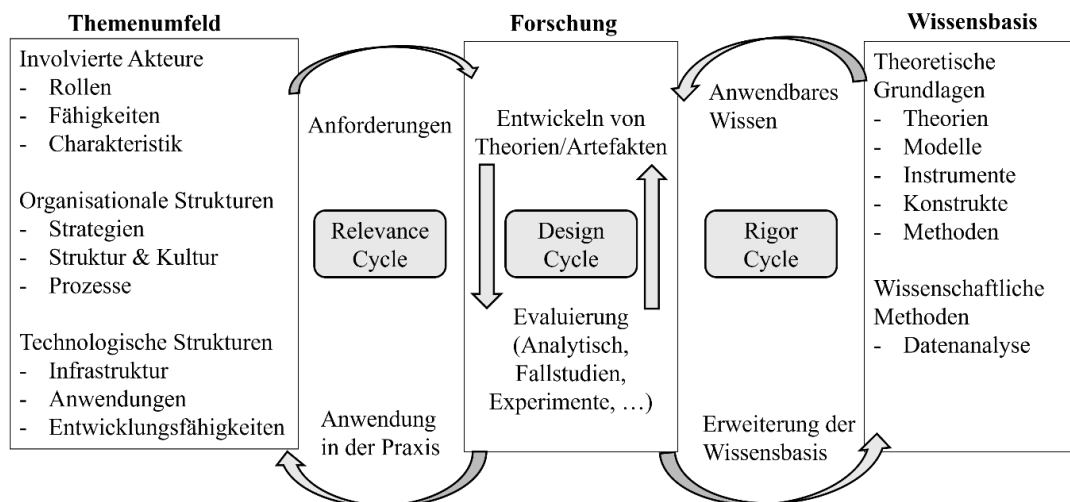 Themenumfeld
Involvierte Akteure
- Rollen
- Fähigkeiten
- Charakteristik
Organisationale Strukturen
- Strategien
- Struktur & Kultur
- Prozesse
Technologische Strukturen
- Infrastruktur
- Anwendungen
- Entwicklungsfähigkeiten
Anforderungen
Relevance
Cycle
Anwendung
in der Praxis
Forschung
Entwickeln von
Theorien/Artefakten
Design
Cycle
Evaluierung
(Analytisch,
Fallstudien,
Experimente, …)
Anwendbares
Wissen
Rigor
Cycle
Erweiterung der
Wissensbasis
Wissensbasis
Theoretische
Grundlagen
- Theorien
- Modelle
- Instrumente
- Konstrukte
- Methoden
Wissenschaftliche
Methoden
- Datenanalyse